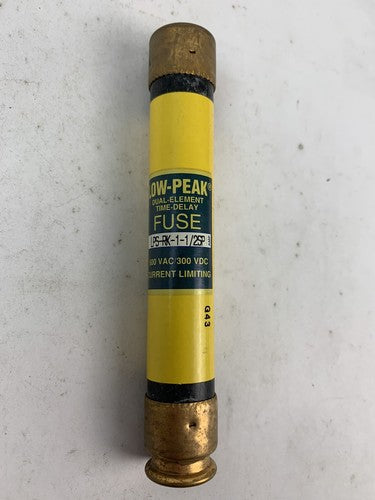 LOW-PEAK®
DUAL-ELEMENT
TIME-DELAY
FUSE
LPS-RK-1-1/2SP
600 VAC/300 VDC
CURRENT LIMITING
G43